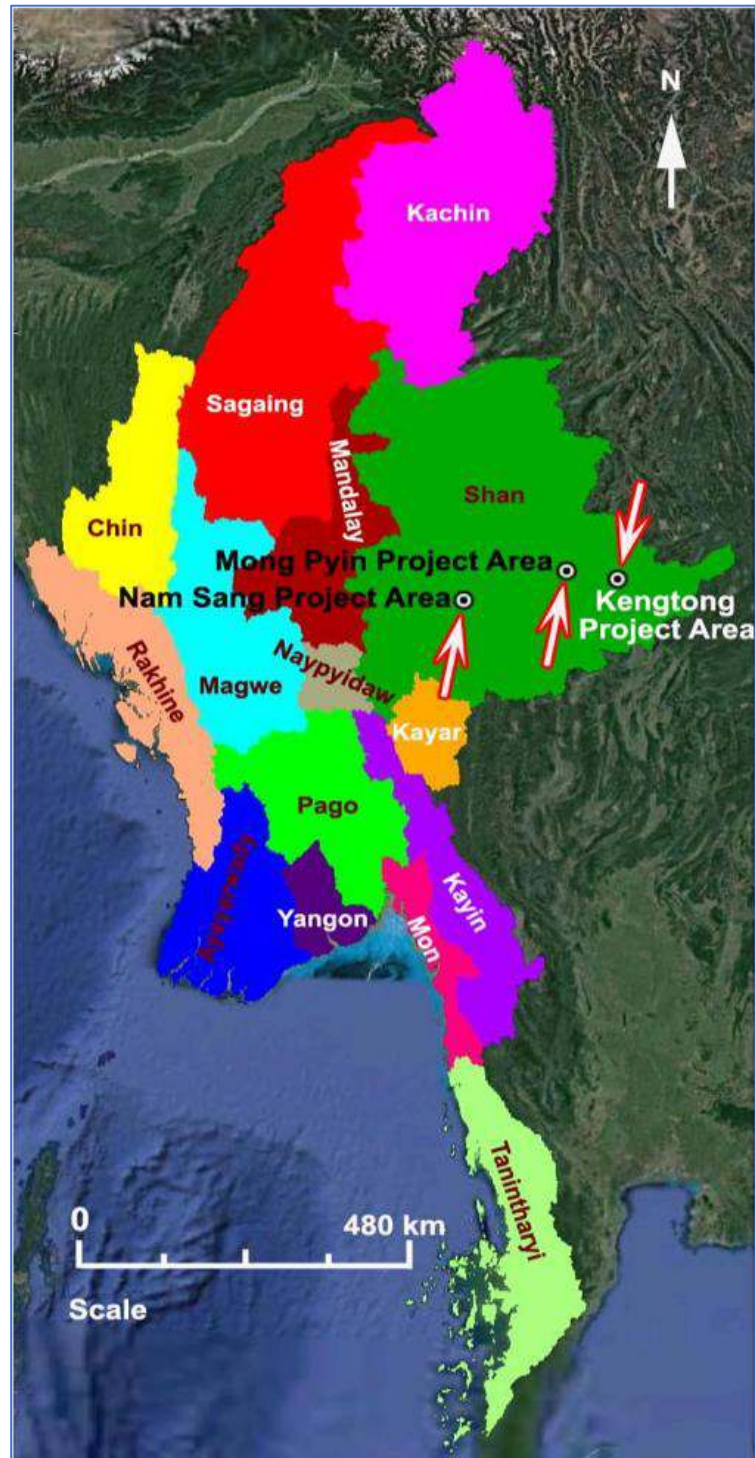 N
Kachin
Sagaing
Mandalay
Shan
Chin
Mong Pyin Project Area
Nam Sang Project Area
Kengtong
Project Area
Rakhine
Magwe
Naypyidaw
Kayar
Pago
Ayeyarwady
Yangon
Mon
Kayin
Tanintharyi
0
480 km
Scale